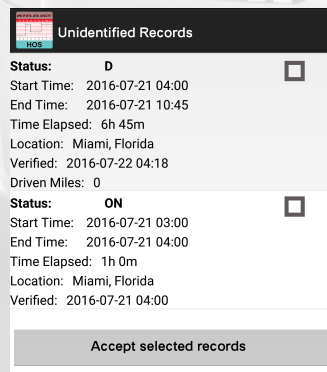 HOS
Unidentified Records
Status: D
Start Time: 2016-07-21 04:00
End Time: 2016-07-21 10:45
Time Elapsed: 6h 45m
Location: Miami, Florida
Verified: 2016-07-22 04:18
Driven Miles: 0
Status: ON
Start Time: 2016-07-21 03:00
End Time: 2016-07-21 04:00
Time Elapsed: 1h 0m
Location: Miami, Florida
Verified: 2016-07-21 04:00
Accept selected records